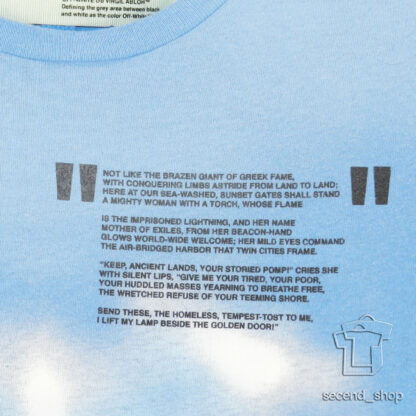 Defining the grey area between black
and white as the color Off-White
"
NOT LIKE THE BRAZEN GIANT OF GREEK FAME,
WITH CONQUERING LIMBS ASTRIDE FROM LAND TO LAND;
HERE AT OUR SEA-WASHED, SUNSET GATES SHALL STAND
A MIGHTY WOMAN WITH A TORCH, WHOSE FLAME
IS THE IMPRISONED LIGHTNING, AND HER NAME
MOTHER OF EXILES, FROM HER BEACON-HAND
GLOWS WORLD-WIDE WELCOME; HER MILD EYES COMMAND
THE AIR-BRIDGED HARBOR THAT TWIN CITIES FRAME.
"KEEP, ANCIENT LANDS, YOUR STORIED POMP!" CRIES SHE
WITH SILENT LIPS, "GIVE ME YOUR TIRED, YOUR POOR,
YOUR HUDDLED MASSES YEARNING TO BREATHE FREE,
THE WRETCHED REFUSE OF YOUR TEEMING SHORE.
SEND THESE, THE HOMELESS, TEMPEST-TOST TO ME,
I LIFT MY LAMP BESIDE THE GOLDEN DOOR!"
"
secend_shop